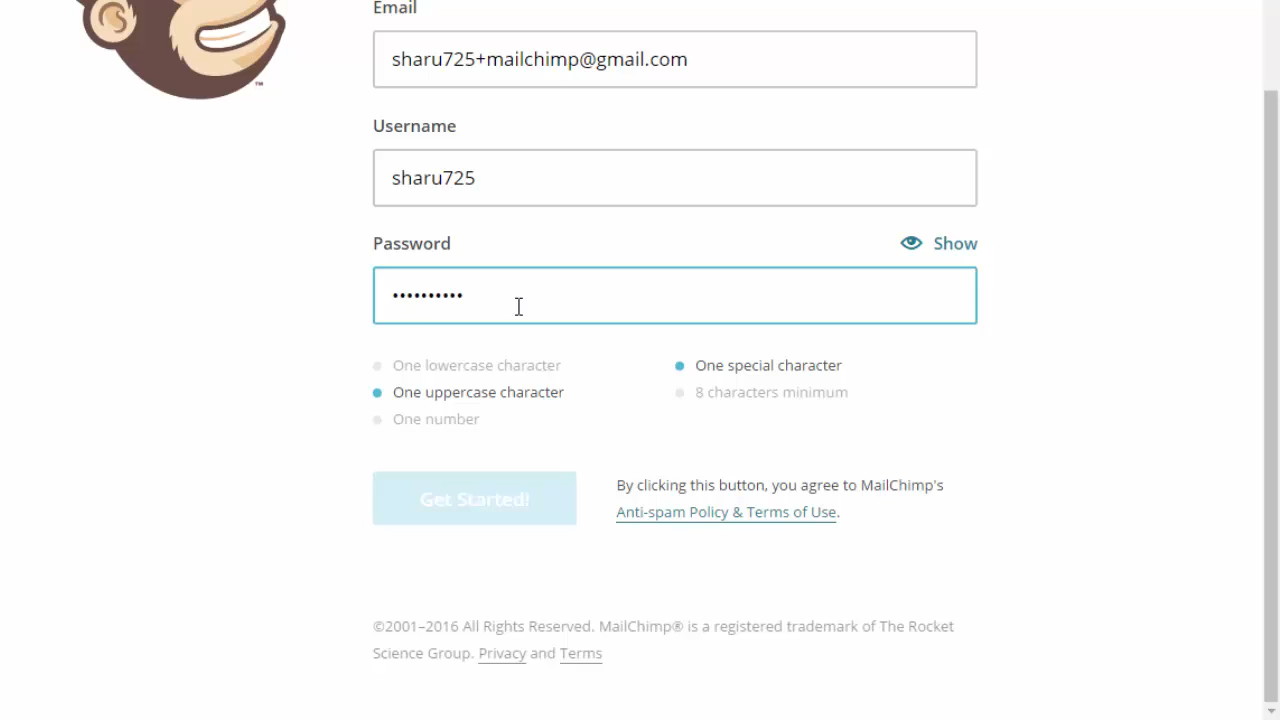 Email
sharu725+mailchimp@gmail.com
Username
sharu725
Password
Show
••••••••••
One lowercase character
One special character
One uppercase character
8 characters minimum
One number
Get Started!
By clicking this button, you agree to MailChimp's
Anti-spam Policy & Terms of Use.
©2001–2016 All Rights Reserved. MailChimp® is a registered trademark of The Rocket
Science Group. Privacy and Terms
™